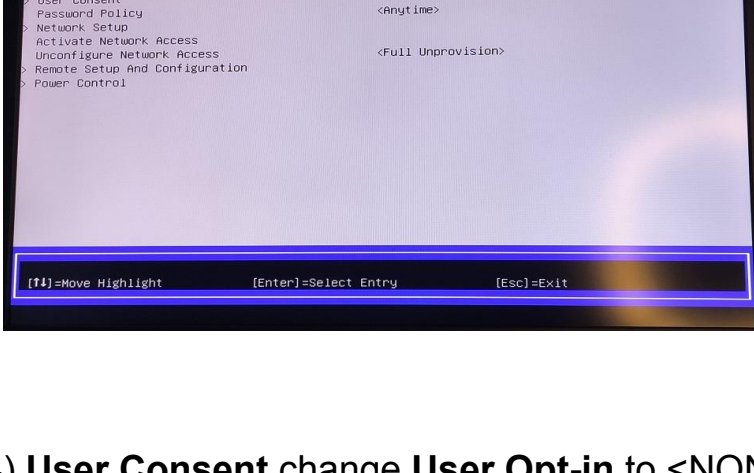 > User Consent
Password Policy <Anytime>
> Network Setup
Activate Network Access
Unconfigure Network Access <Full Unprovision>
> Remote Setup And Configuration
> Power Control
[↑↓]=Move Highlight [Enter]=Select Entry [Esc]=Exit
) User Consent change User Opt-in to <NON